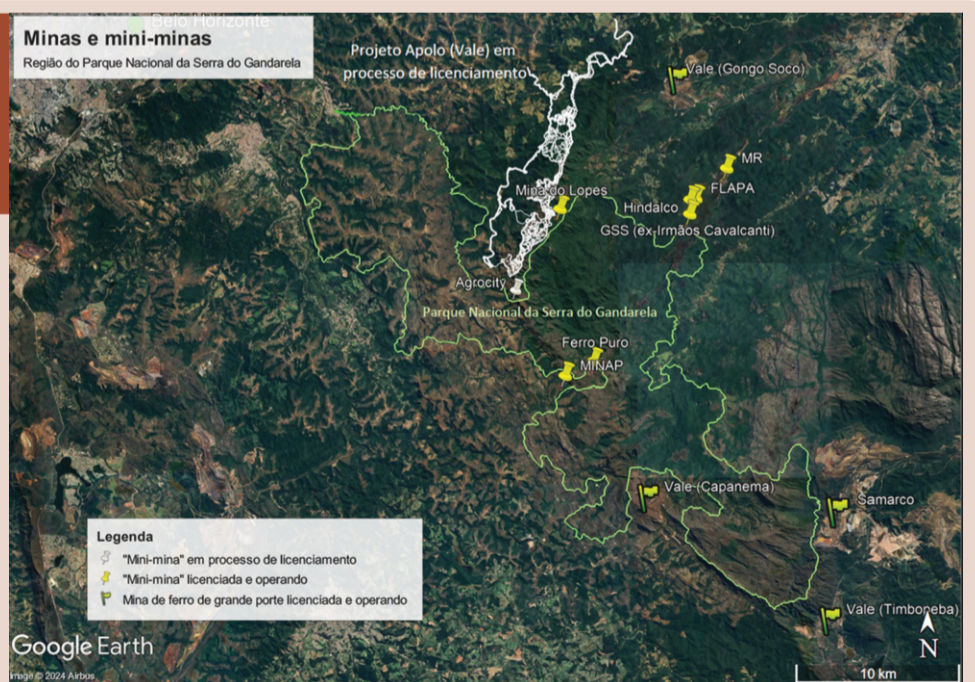 Belo Horizonte
Minas e mini-minas
Região do Parque Nacional da Serra do Gandarela
Projeto Apolo (Vale) em
processo de licenciamento
Vale (Gongo Soco)
MR
Mina do Lopes
FLAPA
Hindalco
GSS (ex-Irmãos Cavalcanti)
Agrocity
Parque Nacional da Serra do Gandarela
Ferro Puro
MINAP
Vale (Capanema)
Samarco
Legenda
"Mini-mina" em processo de licenciamento
"Mini-mina" licenciada e operando
Mina de ferro de grande porte licenciada e operando
Vale (Timboneba)
Google Earth
N
Image © 2024 Airbus
10 km